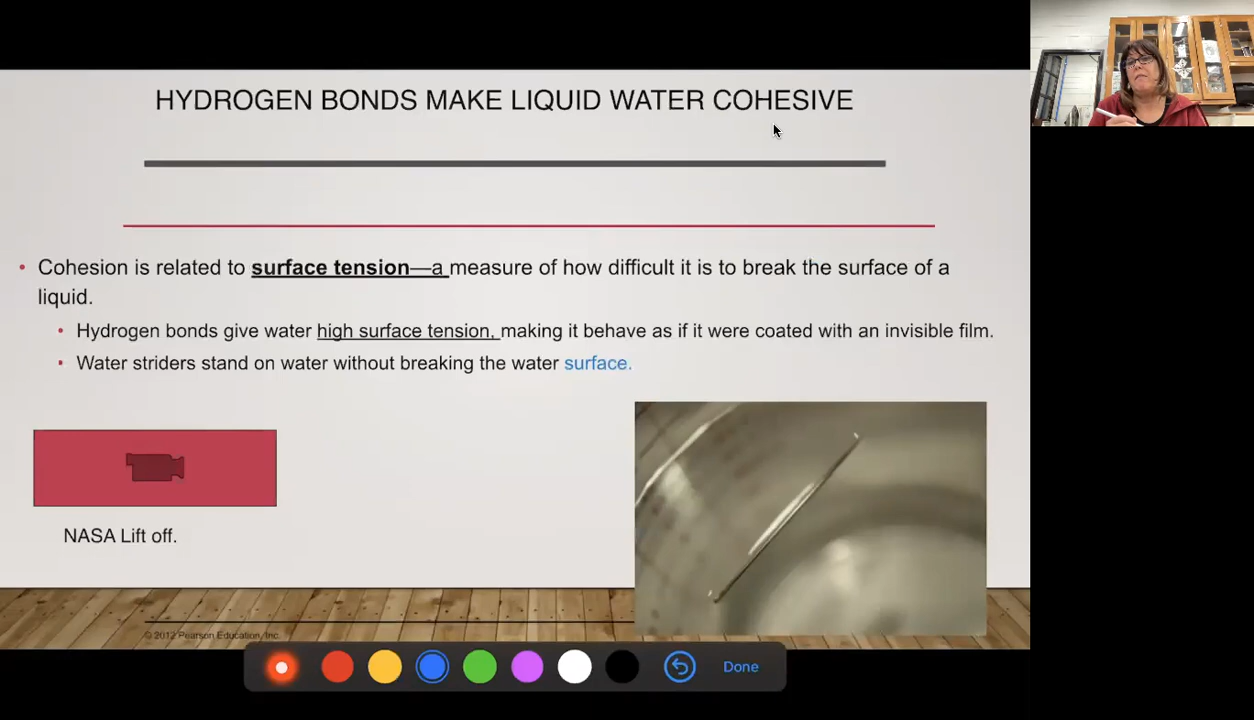 HYDROGEN BONDS MAKE LIQUID WATER COHESIVE
• Cohesion is related to surface tension—a measure of how difficult it is to break the surface of a
liquid.
• Hydrogen bonds give water high surface tension, making it behave as if it were coated with an invisible film.
• Water striders stand on water without breaking the water surface.
NASA Lift off.
© 2012 Pearson Education, Inc.
Done